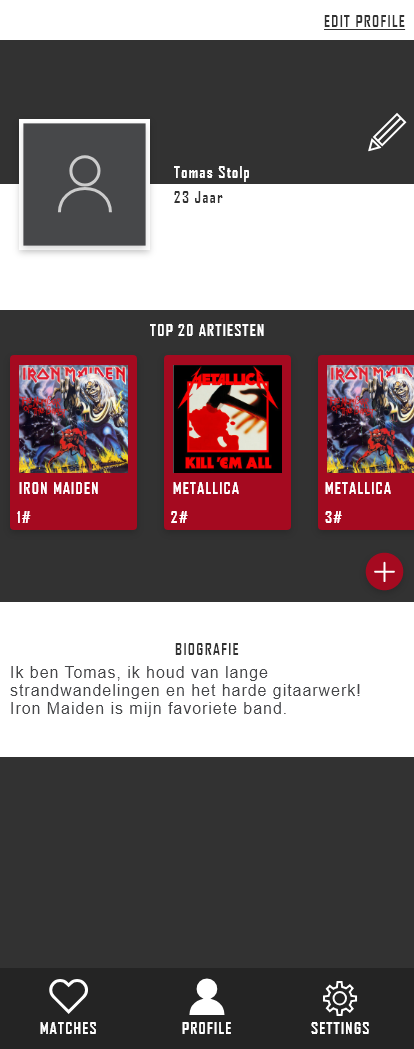 EDIT PROFILE
Tomas Stolp
23 Jaar
TOP 20 ARTIESTEN
IRON MAIDEN
METALLICA
IRON MAIDEN
KILL 'EM ALL
IRON MAIDEN
METALLICA
METALLICA
1#
2#
3#
BIOGRAFIE
Ik ben Tomas, ik houd van lange
strandwandelingen en het harde gitaarwerk!
Iron Maiden is mijn favoriete band.
MATCHES
PROFILE
SETTINGS